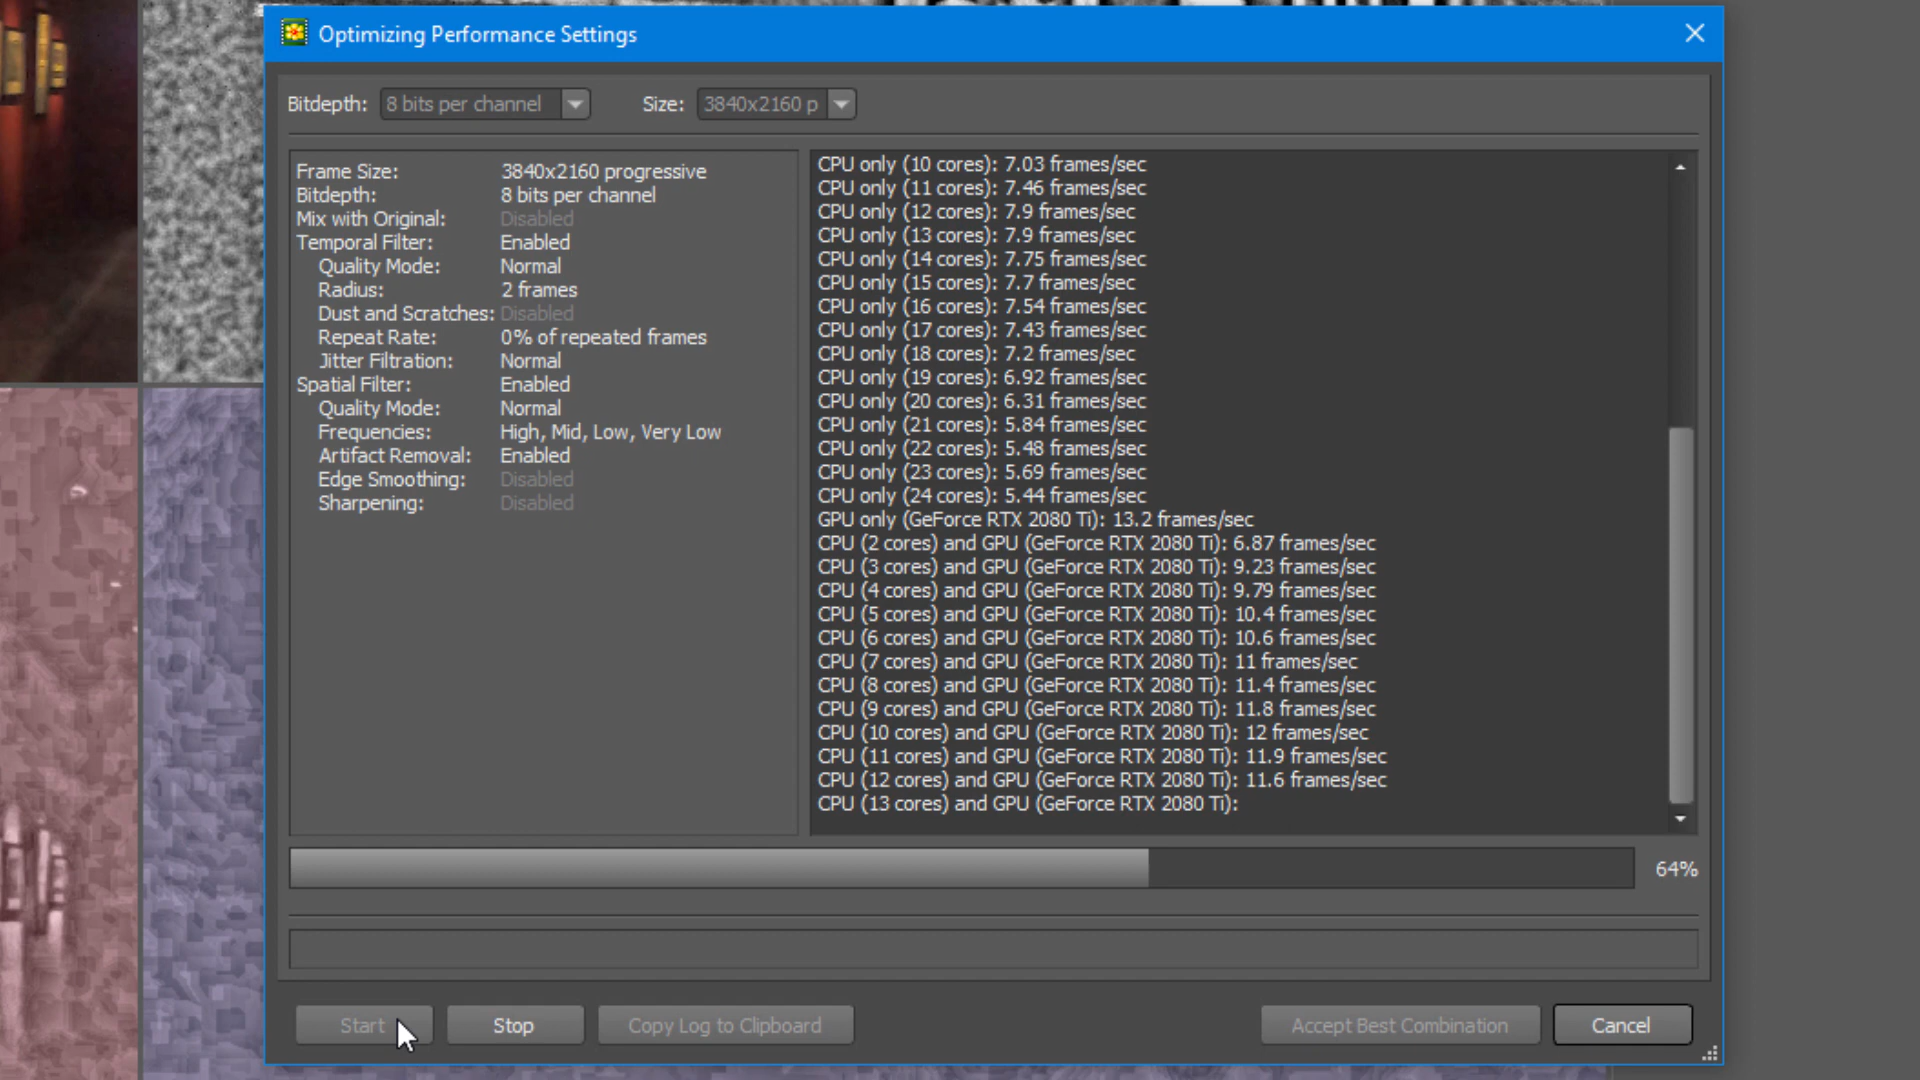 Optimizing Performance Settings
Bitdepth: 8 bits per channel Size: 3840x2160 p
Frame Size: 3840x2160 progressive
Bitdepth: 8 bits per channel
Mix with Original: Disabled
Temporal Filter: Enabled
Quality Mode: Normal
Radius: 2 frames
Dust and Scratches: Disabled
Repeat Rate: 0% of repeated frames
Jitter Filtration: Normal
Spatial Filter: Enabled
Quality Mode: Normal
Frequencies: High, Mid, Low, Very Low
Artifact Removal: Enabled
Edge Smoothing: Disabled
Sharpening: Disabled
CPU only (10 cores): 7.03 frames/sec
CPU only (11 cores): 7.46 frames/sec
CPU only (12 cores): 7.9 frames/sec
CPU only (13 cores): 7.9 frames/sec
CPU only (14 cores): 7.75 frames/sec
CPU only (15 cores): 7.7 frames/sec
CPU only (16 cores): 7.54 frames/sec
CPU only (17 cores): 7.43 frames/sec
CPU only (18 cores): 7.2 frames/sec
CPU only (19 cores): 6.92 frames/sec
CPU only (20 cores): 6.31 frames/sec
CPU only (21 cores): 5.84 frames/sec
CPU only (22 cores): 5.48 frames/sec
CPU only (23 cores): 5.69 frames/sec
CPU only (24 cores): 5.44 frames/sec
GPU only (GeForce RTX 2080 Ti): 13.2 frames/sec
CPU (2 cores) and GPU (GeForce RTX 2080 Ti): 6.87 frames/sec
CPU (3 cores) and GPU (GeForce RTX 2080 Ti): 9.23 frames/sec
CPU (4 cores) and GPU (GeForce RTX 2080 Ti): 9.79 frames/sec
CPU (5 cores) and GPU (GeForce RTX 2080 Ti): 10.4 frames/sec
CPU (6 cores) and GPU (GeForce RTX 2080 Ti): 10.6 frames/sec
CPU (7 cores) and GPU (GeForce RTX 2080 Ti): 11 frames/sec
CPU (8 cores) and GPU (GeForce RTX 2080 Ti): 11.4 frames/sec
CPU (9 cores) and GPU (GeForce RTX 2080 Ti): 11.8 frames/sec
CPU (10 cores) and GPU (GeForce RTX 2080 Ti): 12 frames/sec
CPU (11 cores) and GPU (GeForce RTX 2080 Ti): 11.9 frames/sec
CPU (12 cores) and GPU (GeForce RTX 2080 Ti): 11.6 frames/sec
CPU (13 cores) and GPU (GeForce RTX 2080 Ti):
64%
Start Stop Copy Log to Clipboard Accept Best Combination Cancel